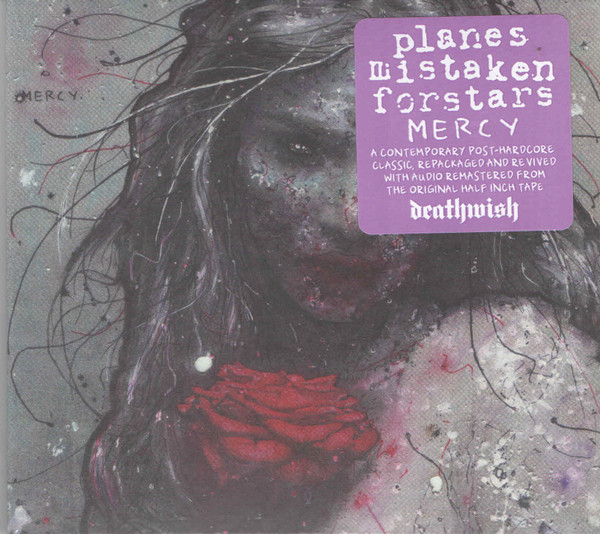 MERCY.
planes
mistaken
forstars
MERCY
A CONTEMPORARY POST-HARDCORE
CLASSIC, REPACKAGED AND REVIVED
WITH AUDIO REMASTERED FROM
THE ORIGINAL HALF INCH TAPE
deathwish